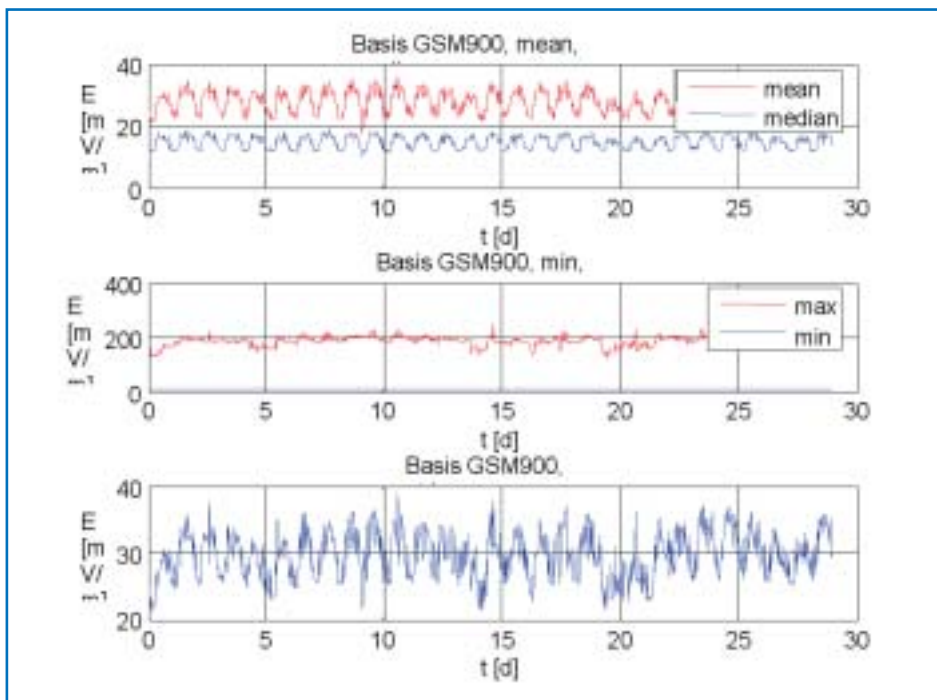 Basis GSM900, mean,
E
[m
V/
40
20
0
mean
median
0 5 10 15 20 25 30
t [d]
Basis GSM900, min,
E
[m
V/
400
200
0
max
min
0 5 10 15 20 25 30
t [d]
Basis GSM900,
E
[m
V/
40
30
20
0 5 10 15 20 25 30
t [d]